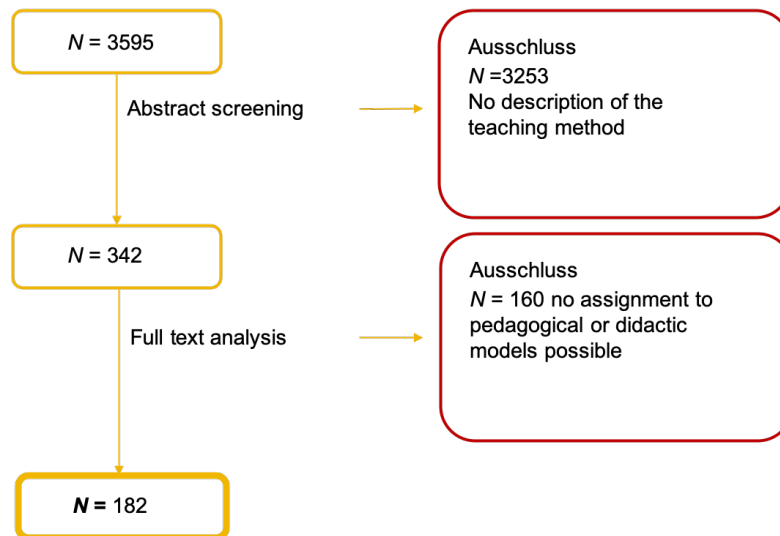 N = 3595
Ausschluss
N =3253
No description of the
teaching method
Abstract screening
N = 342
Ausschluss
N = 160 no assignment to
pedagogical or didactic
models possible
Full text analysis
N = 182